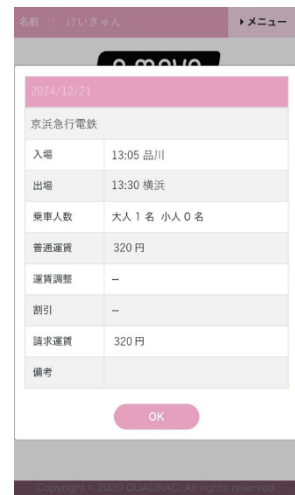 名前 : けいきゅん
メニュー
2024/12/21
京浜急行電鉄
入場 13:05 品川
出場 13:30 横浜
乗車人数 大人 1 名 小人 0 名
普通運賃 320 円
運賃調整 --
割引 --
請求運賃 320 円
備考
OK
Copyright © 2020 QUADRAC. All rights reserved.